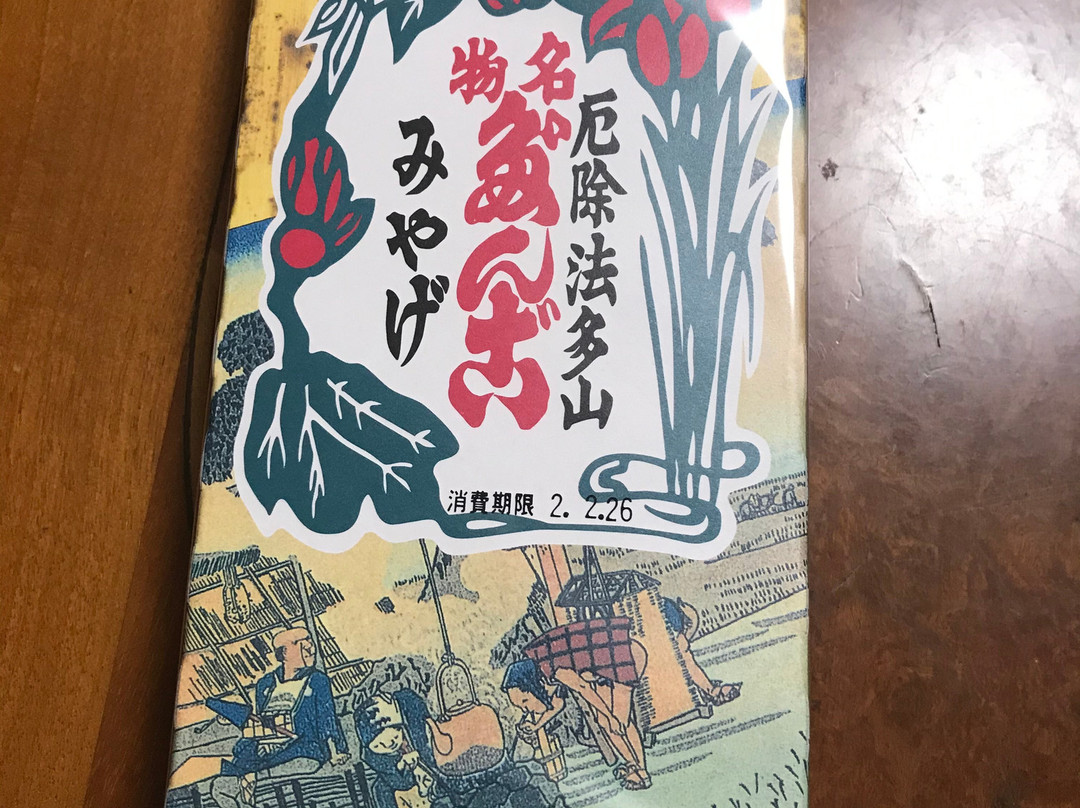 厄除法多山
名物
だんご
みやげ
消費期限 2. 2.26